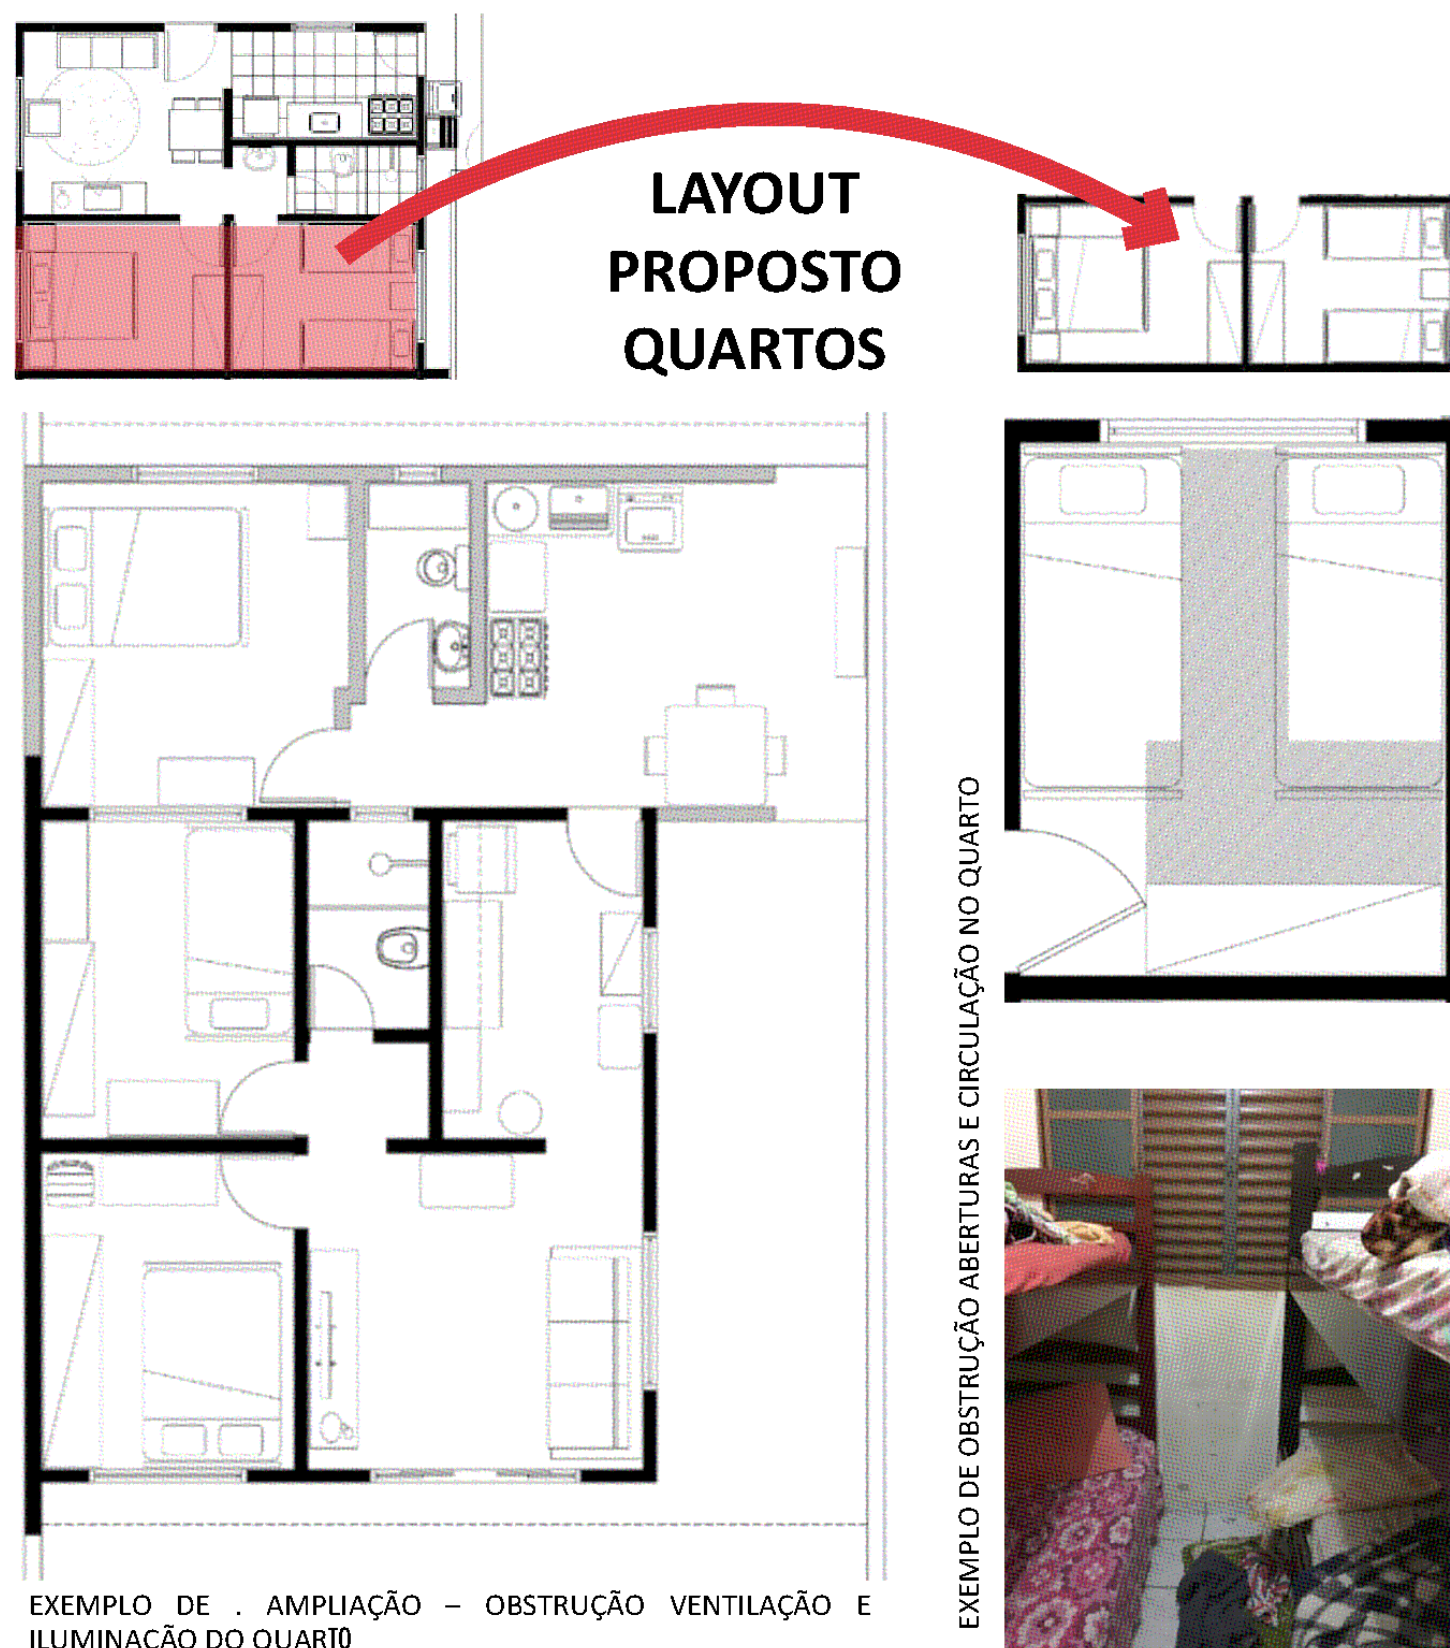 LAYOUT
PROPOSTO
QUARTOS
EXEMPLO DE OBSTRUÇÃO ABERTURAS E CIRCULAÇÃO NO QUARTO
EXEMPLO DE . AMPLIAÇÃO – OBSTRUÇÃO VENTILAÇÃO E
ILUMINAÇÃO DO QUARTO